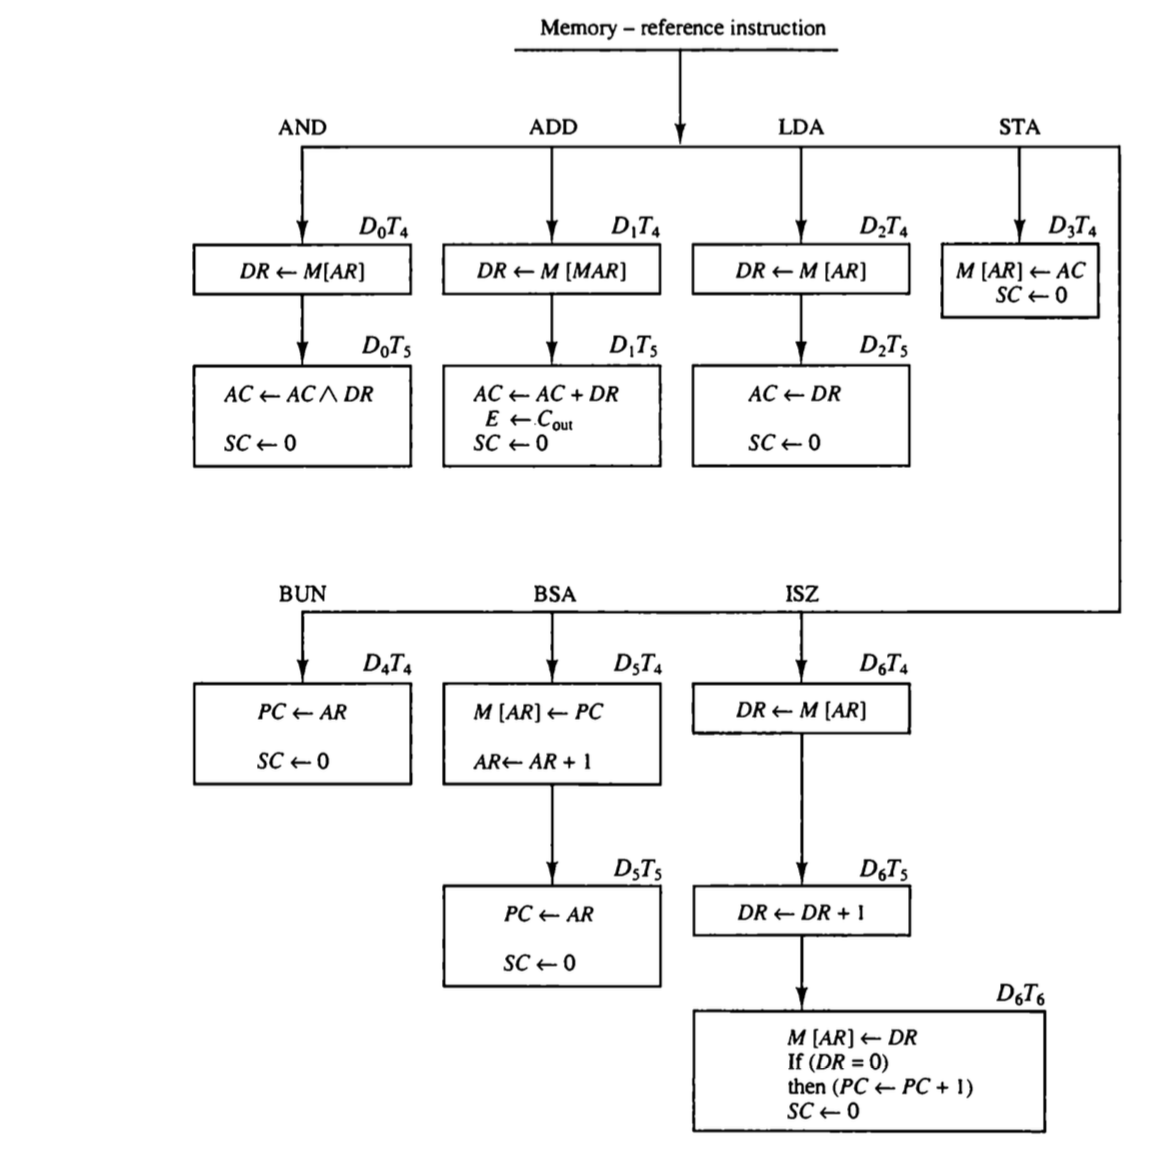 Memory – reference instruction
AND ADD LDA STA
D₀T₄ D₁T₄ D₂T₄ D₃T₄
DR ← M[AR] DR ← M [MAR] DR ← M [AR] M [AR] ← AC
SC ← 0
D₀T₅ D₁T₅ D₂T₅
AC ← AC ∧ DR AC ← AC + DR AC ← DR
E ← Cout
SC ← 0 SC ← 0 SC ← 0
BUN BSA ISZ
D₄T₄ D₅T₄ D₆T₄
PC ← AR M [AR] ← PC DR ← M [AR]
SC ← 0 AR ← AR + 1
D₅T₅ D₆T₅
PC ← AR DR ← DR + 1
SC ← 0
D₆T₆
M [AR] ← DR
If (DR = 0)
then (PC ← PC + 1)
SC ← 0